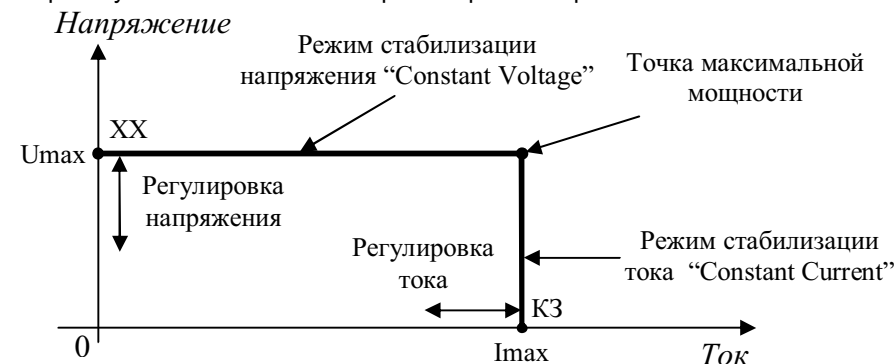 Напряжение
Режим стабилизации
напряжения “Constant Voltage”
Точка максимальной
мощности
ХХ
Umax
Регулировка
напряжения
Регулировка
тока
Режим стабилизации
тока “Constant Current”
КЗ
0
Imax
Ток